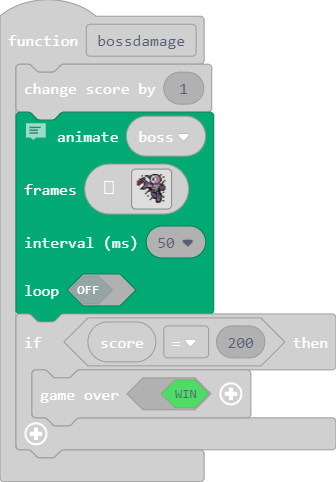 function bossdamage
change score by 1
animate boss
frames
interval (ms) 50
loop OFF
if score = 200 then
game over WIN